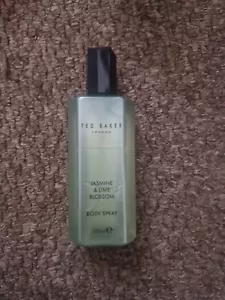 TED BAKER
LONDON
JASMINE
& LIME
BLOSSOM
BODY SPRAY